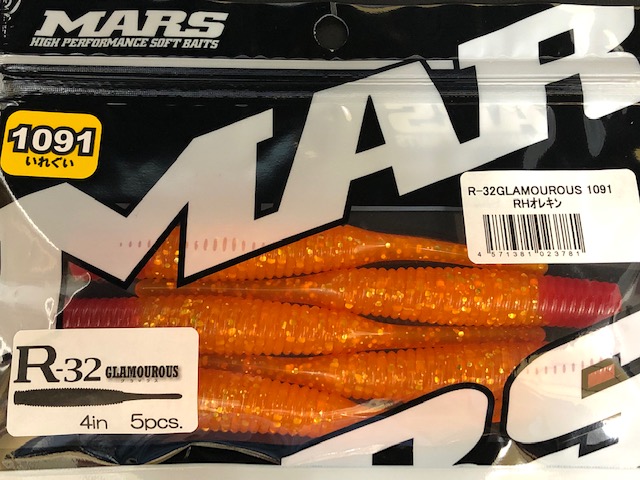 MARS
HIGH PERFORMANCE SOFT BAITS
MAR
1091
いれぐい
R-32GLAMOUROUS 1091
RHオレキン
4 571381 023781
R-32 GLAMOUROUS
4in 5pcs.